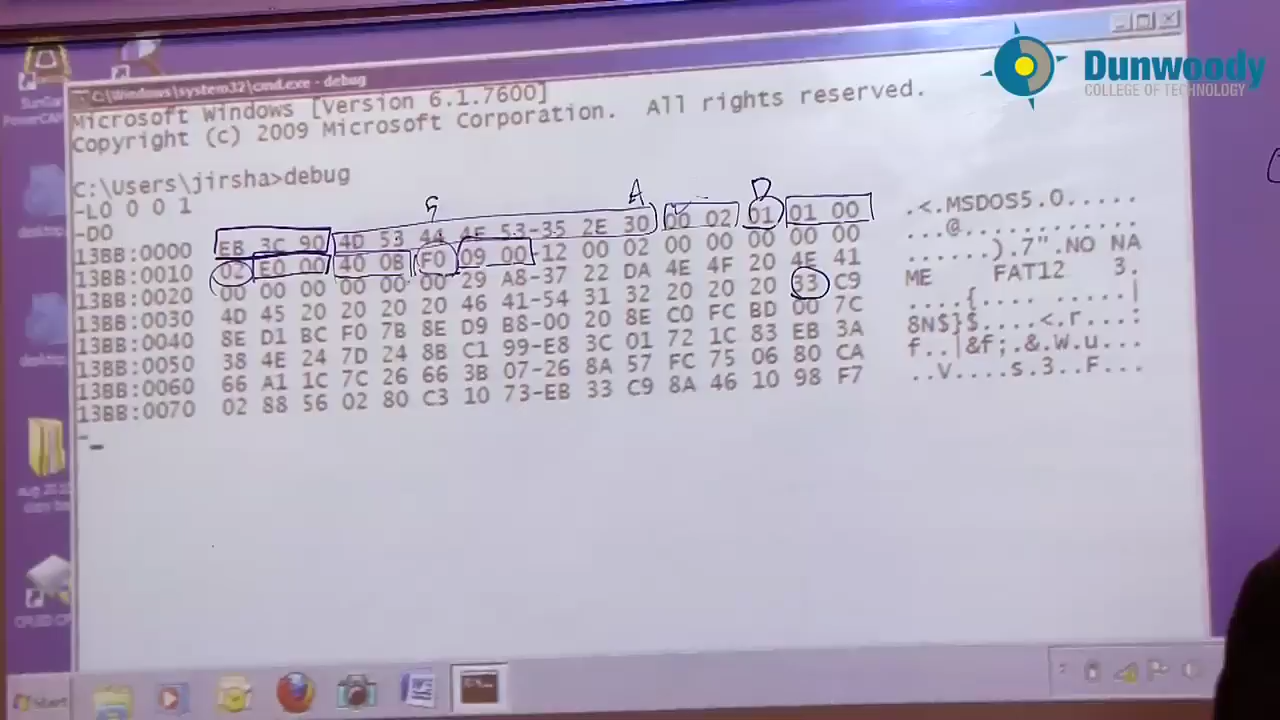 Dunwoody
COLLEGE OF TECHNOLOGY
C:\Windows\system32\cmd.exe - debug
Microsoft Windows [Version 6.1.7600]
Copyright (c) 2009 Microsoft Corporation. All rights reserved.
C:\Users\jirsha>debug
-L0 0 0 1
-D0
A
13BB:0000 EB 3C 90 4D 53 44 4F 53-35 2E 30 00 02 01 01 00 .<.MSDOS5.0.....
13BB:0010 02 E0 00 40 0B F0 09 00-12 00 02 00 00 00 00 00 ...@............
13BB:0020 00 00 00 00 00 00 29 A8-37 22 DA 4E 4F 20 4E 41 ......).7".NO NA
13BB:0030 4D 45 20 20 20 20 46 41-54 31 32 20 20 20 33 C9 ME FAT12 3.
13BB:0040 8E D1 BC F0 7B 8E D9 B8-00 20 8E C0 FC BD 00 7C ....{.... .....|
13BB:0050 38 4E 24 7D 24 8B C1 99-E8 3C 01 72 1C 83 EB 3A 8N$}$....<.r...:
13BB:0060 66 A1 1C 7C 26 66 3B 07-26 8A 57 FC 75 06 80 CA f..|&f;.&.W.u...
13BB:0070 02 88 56 02 80 C3 10 73-EB 33 C9 8A 46 10 98 F7 ..V....s.3..F...
-
Start